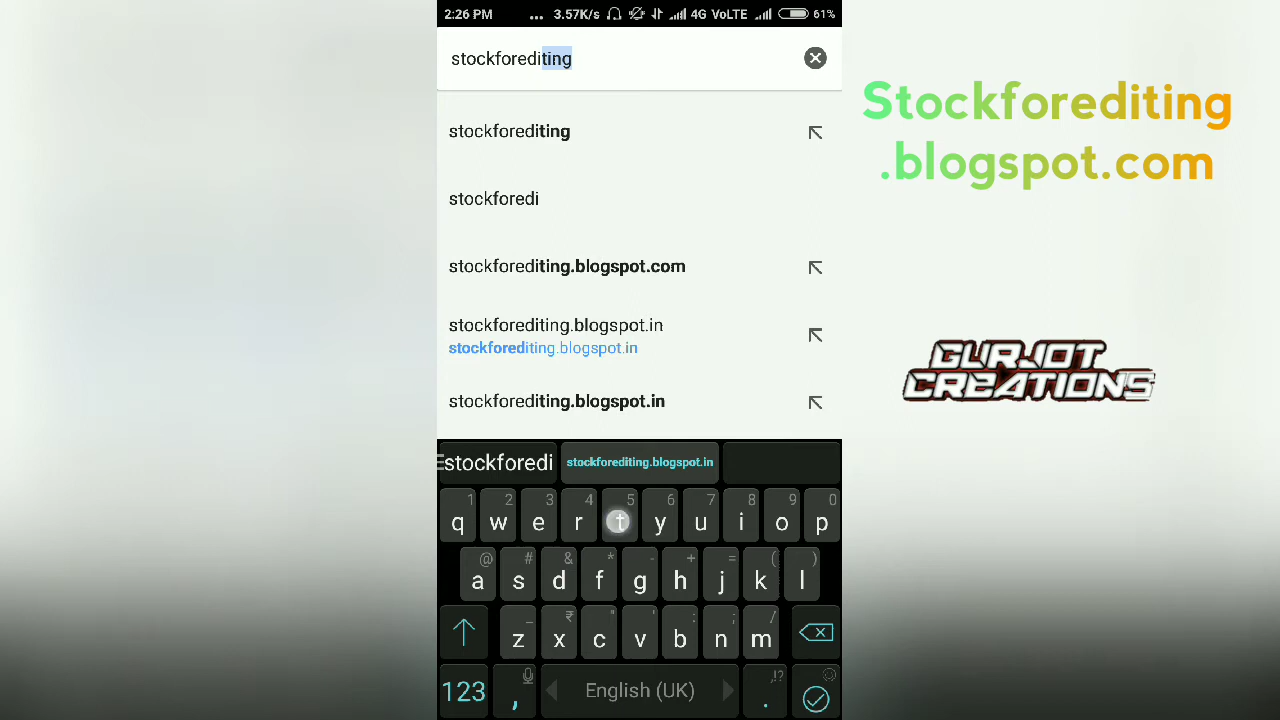 2:26 PM ... 3.57K/s 4G VoLTE 61%
stockforediting
stockforediting
stockforedi
stockforediting.blogspot.com
stockforediting.blogspot.in
stockforediting.blogspot.in
stockforediting.blogspot.in
stockforedi stockforediting.blogspot.in
1 2 3 4 5 6 7 8 9 0
q w e r t y u i o p
@ # & * - + = ( )
a s d f g h j k l
_ ₹ " ' : ; /
z x c v b n m
,!?
123 , English (UK) .
Stockforediting
.blogspot.com
GURJOT
CREATIONS